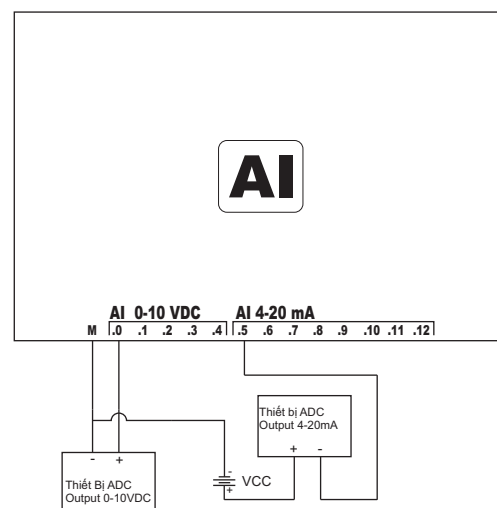 AI
AI 0-10 VDC AI 4-20 mA
M .0 .1 .2 .3 .4 .5 .6 .7 .8 .9 .10 .11 .12
Thiết bị ADC
Output 4-20mA
+ -
- +
Thiết Bị ADC
Output 0-10VDC
-
+
VCC